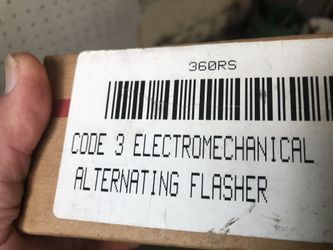 360RS
CODE 3 ELECTROMECHANICAL
ALTERNATING FLASHER